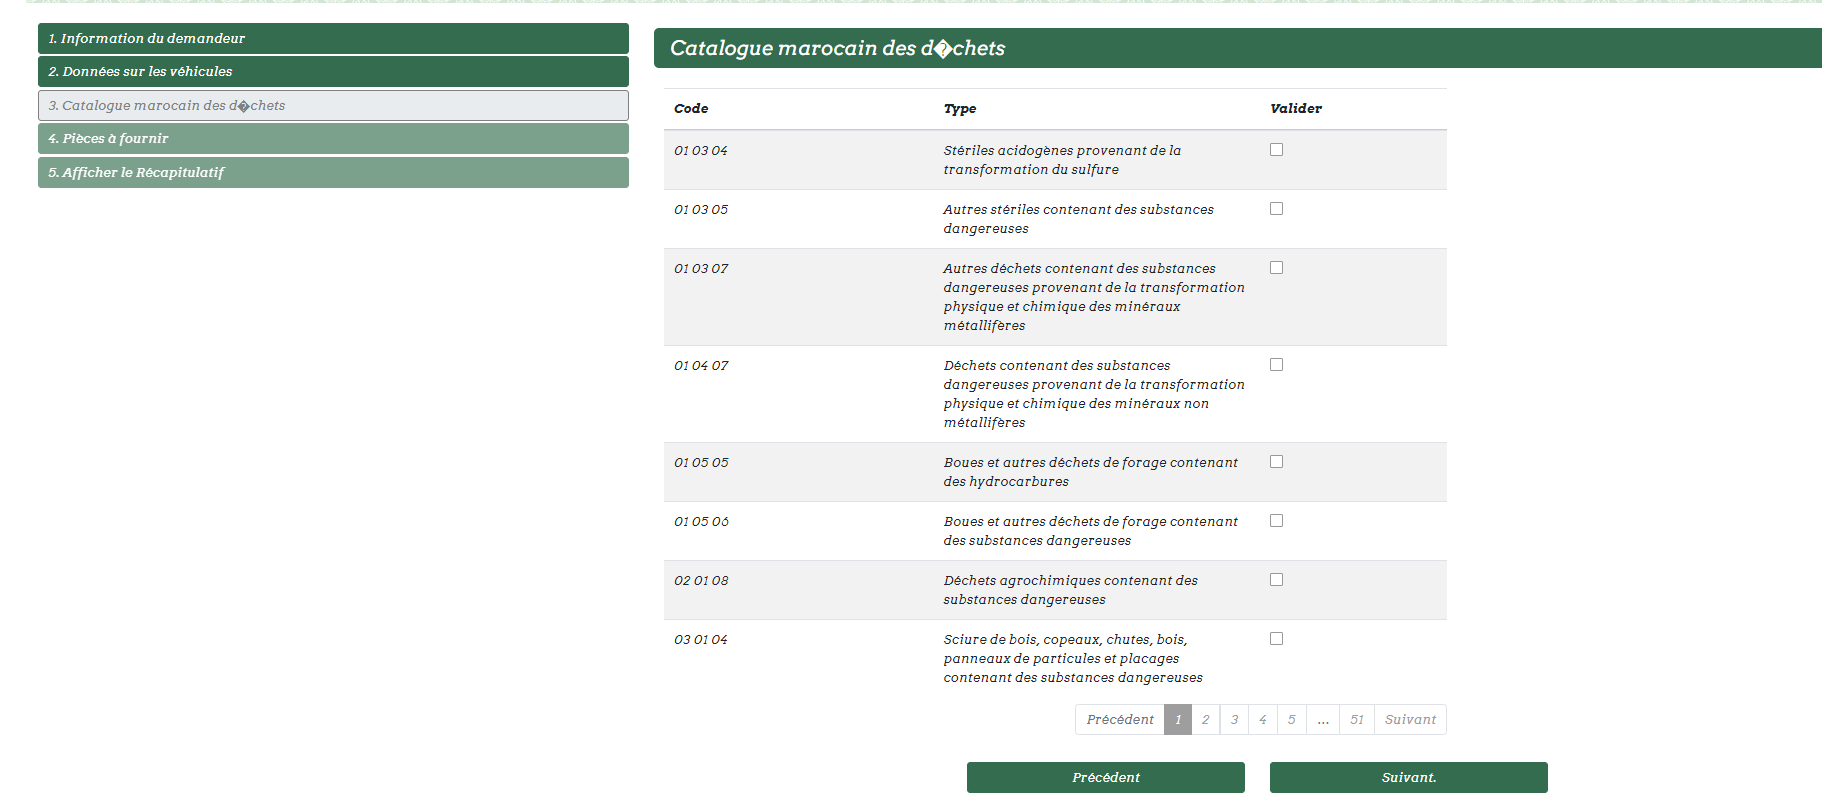 1. Information du demandeur
2. Données sur les véhicules
3. Catalogue marocain des d�chets
4. Pièces à fournir
5. Afficher le Récapitulatif
Catalogue marocain des d�chets
Code Type Valider
01 03 04 Stériles acidogènes provenant de la
transformation du sulfure
01 03 05 Autres stériles contenant des substances
dangereuses
01 03 07 Autres déchets contenant des substances
dangereuses provenant de la transformation
physique et chimique des minéraux
métallifères
01 04 07 Déchets contenant des substances
dangereuses provenant de la transformation
physique et chimique des minéraux non
métallifères
01 05 05 Boues et autres déchets de forage contenant
des hydrocarbures
01 05 06 Boues et autres déchets de forage contenant
des substances dangereuses
02 01 08 Déchets agrochimiques contenant des
substances dangereuses
03 01 04 Sciure de bois, copeaux, chutes, bois,
panneaux de particules et placages
contenant des substances dangereuses
Précédent 1 2 3 4 5 ... 51 Suivant
Précédent Suivant.